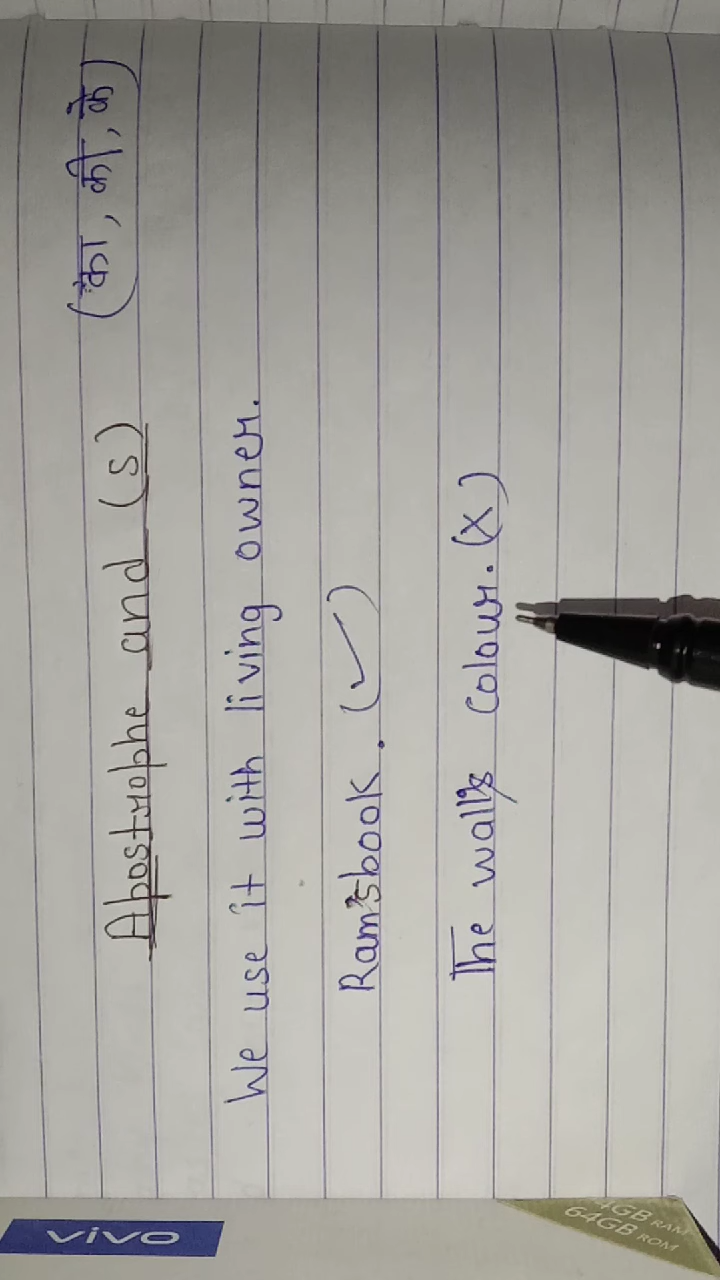 Apostrophe and (s) (का, की, के)
We use it with living owner.
Ram's book. (✓)
The wall's colour. (x)
vivo
4GB RAM
64GB ROM